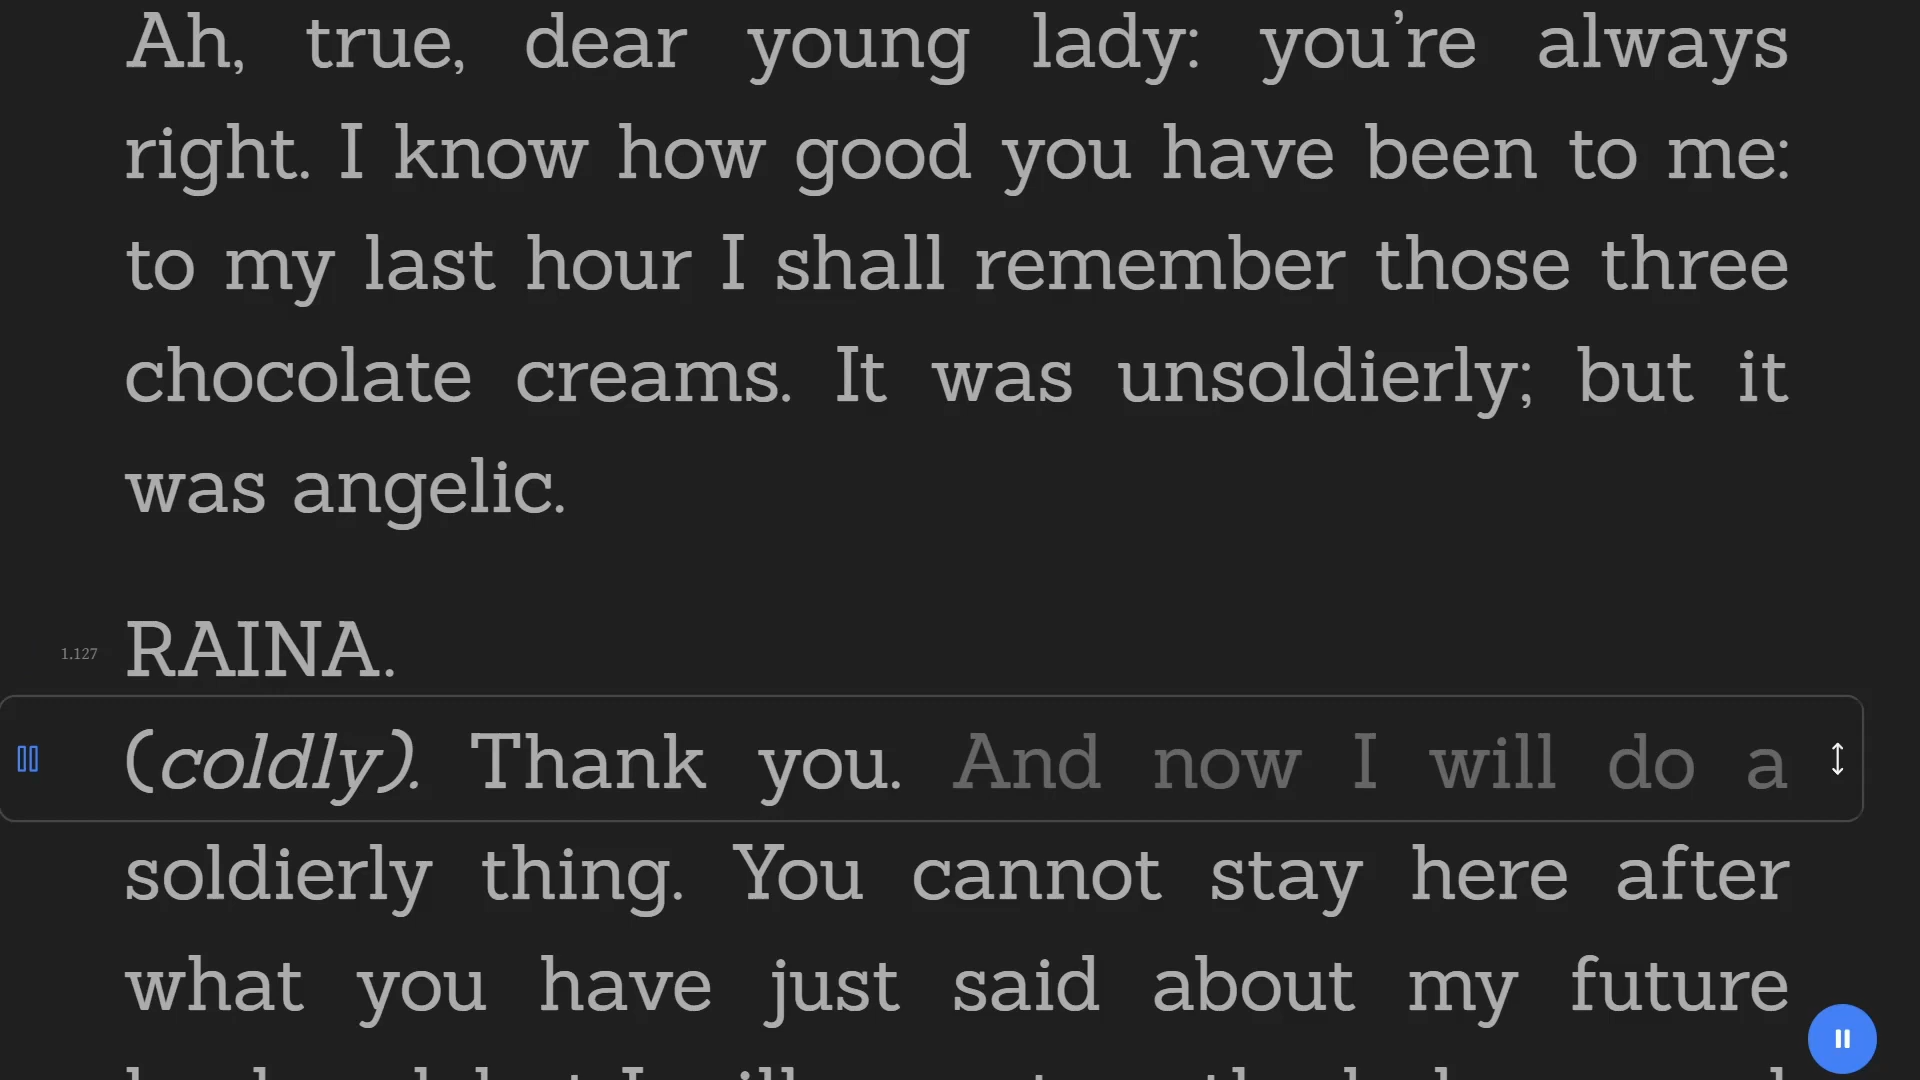 Ah, true, dear young lady: you’re always
right. I know how good you have been to me:
to my last hour I shall remember those three
chocolate creams. It was unsoldierly; but it
was angelic.
1.127 RAINA.
(coldly). Thank you. And now I will do a
soldierly thing. You cannot stay here after
what you have just said about my future